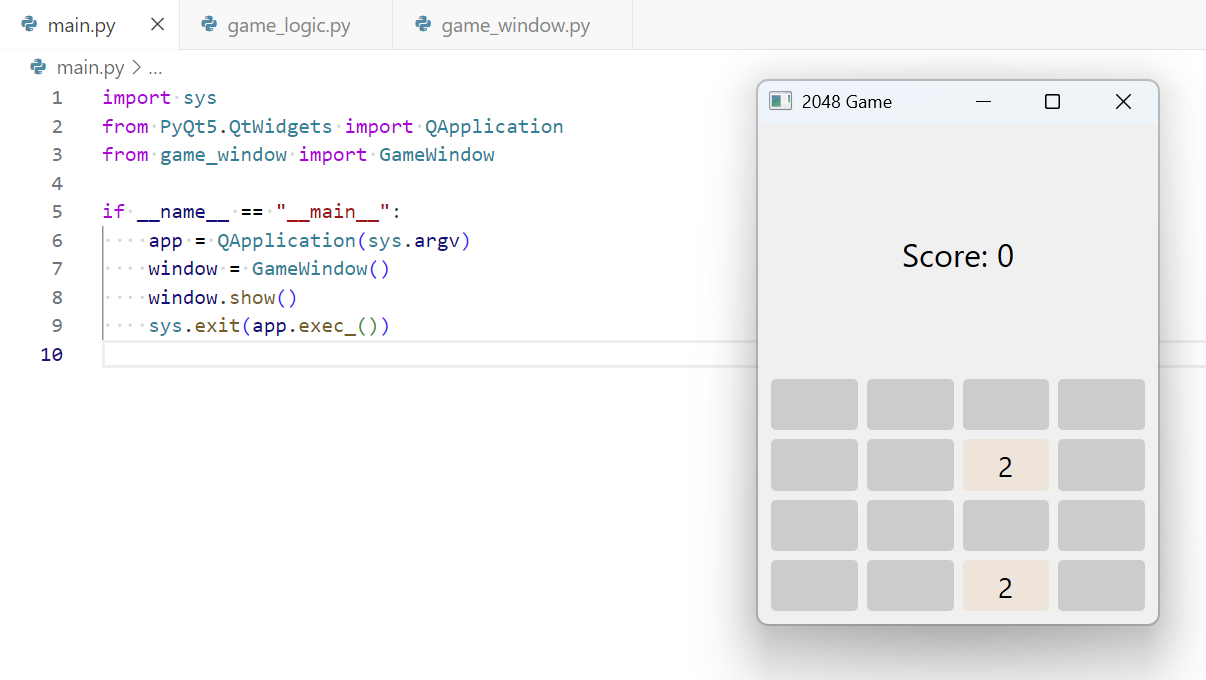 main.py game_logic.py game_window.py
main.py > ...
1 import sys
2 from PyQt5.QtWidgets import QApplication
3 from game_window import GameWindow
4
5 if __name__ == "__main__":
6     app = QApplication(sys.argv)
7     window = GameWindow()
8     window.show()
9     sys.exit(app.exec_())
10
2048 Game
Score: 0
2
2